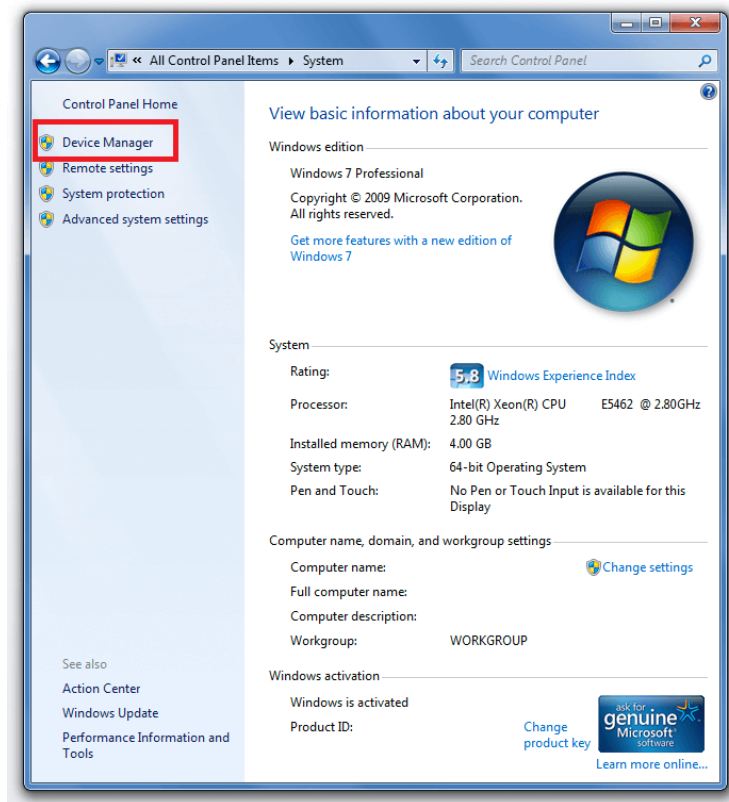 « All Control Panel Items ▸ System
Search Control Panel
Control Panel Home
Device Manager
Remote settings
System protection
Advanced system settings
See also
Action Center
Windows Update
Performance Information and
Tools
View basic information about your computer
Windows edition
Windows 7 Professional
Copyright © 2009 Microsoft Corporation.
All rights reserved.
Get more features with a new edition of
Windows 7
System
Rating:
5,8 Windows Experience Index
Processor:
Intel(R) Xeon(R) CPU E5462 @ 2.80GHz
2.80 GHz
Installed memory (RAM):
4.00 GB
System type:
64-bit Operating System
Pen and Touch:
No Pen or Touch Input is available for this
Display
Computer name, domain, and workgroup settings
Computer name:
Change settings
Full computer name:
Computer description:
Workgroup:
WORKGROUP
Windows activation
Windows is activated
Product ID:
Change
product key
ask for
genuine
Microsoft
software
Learn more online...